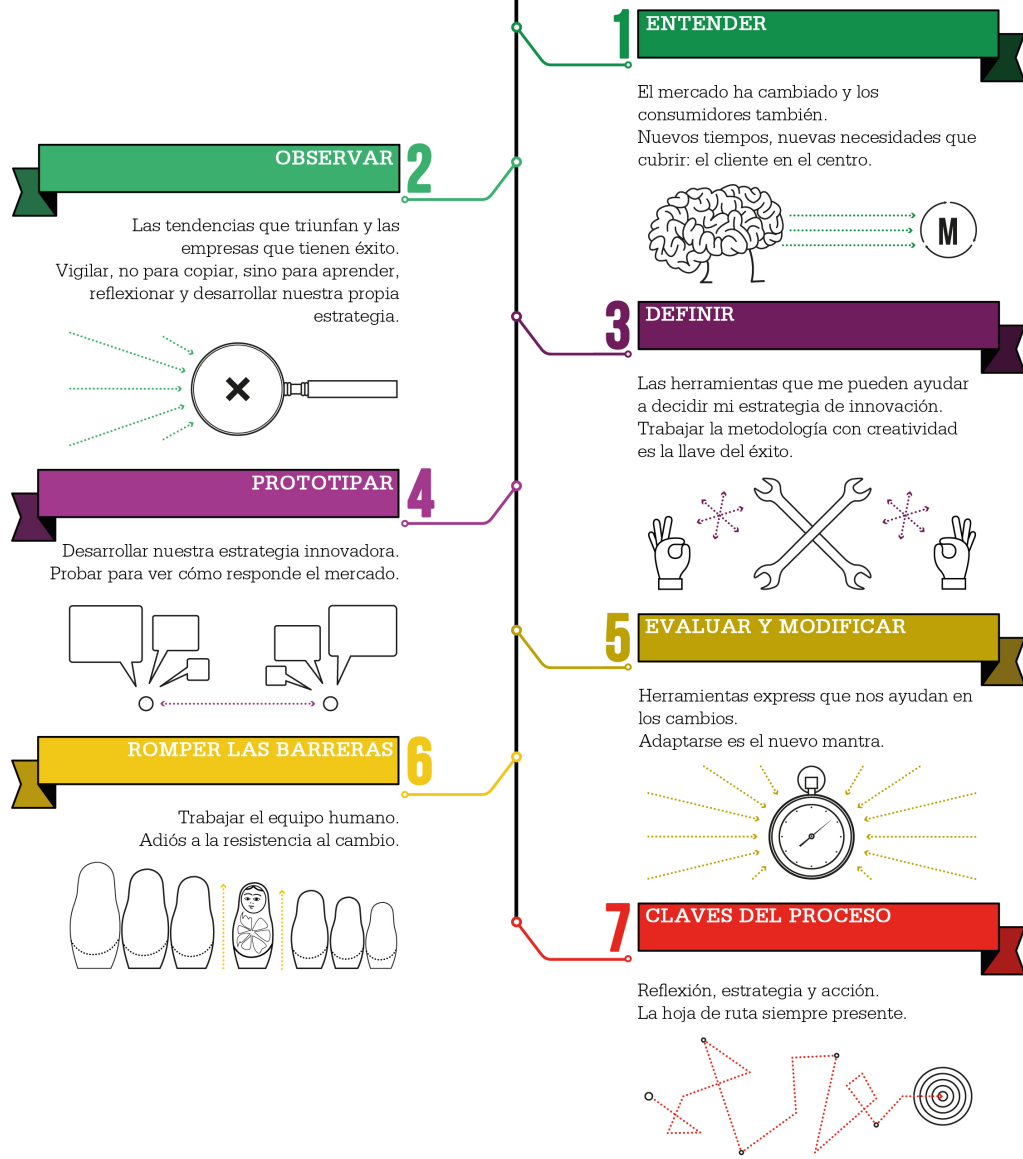 1
ENTENDER
El mercado ha cambiado y los
consumidores también.
Nuevos tiempos, nuevas necesidades que
cubrir: el cliente en el centro.
M
2
OBSERVAR
Las tendencias que triunfan y las
empresas que tienen éxito.
Vigilar, no para copiar, sino para aprender,
reflexionar y desarrollar nuestra propia
estrategia.
3
DEFINIR
Las herramientas que me pueden ayudar
a decidir mi estrategia de innovación.
Trabajar la metodología con creatividad
es la llave del éxito.
4
PROTOTIPAR
Desarrollar nuestra estrategia innovadora.
Probar para ver cómo responde el mercado.
5
EVALUAR Y MODIFICAR
Herramientas express que nos ayudan en
los cambios.
Adaptarse es el nuevo mantra.
6
ROMPER LAS BARRERAS
Trabajar el equipo humano.
Adiós a la resistencia al cambio.
7
CLAVES DEL PROCESO
Reflexión, estrategia y acción.
La hoja de ruta siempre presente.